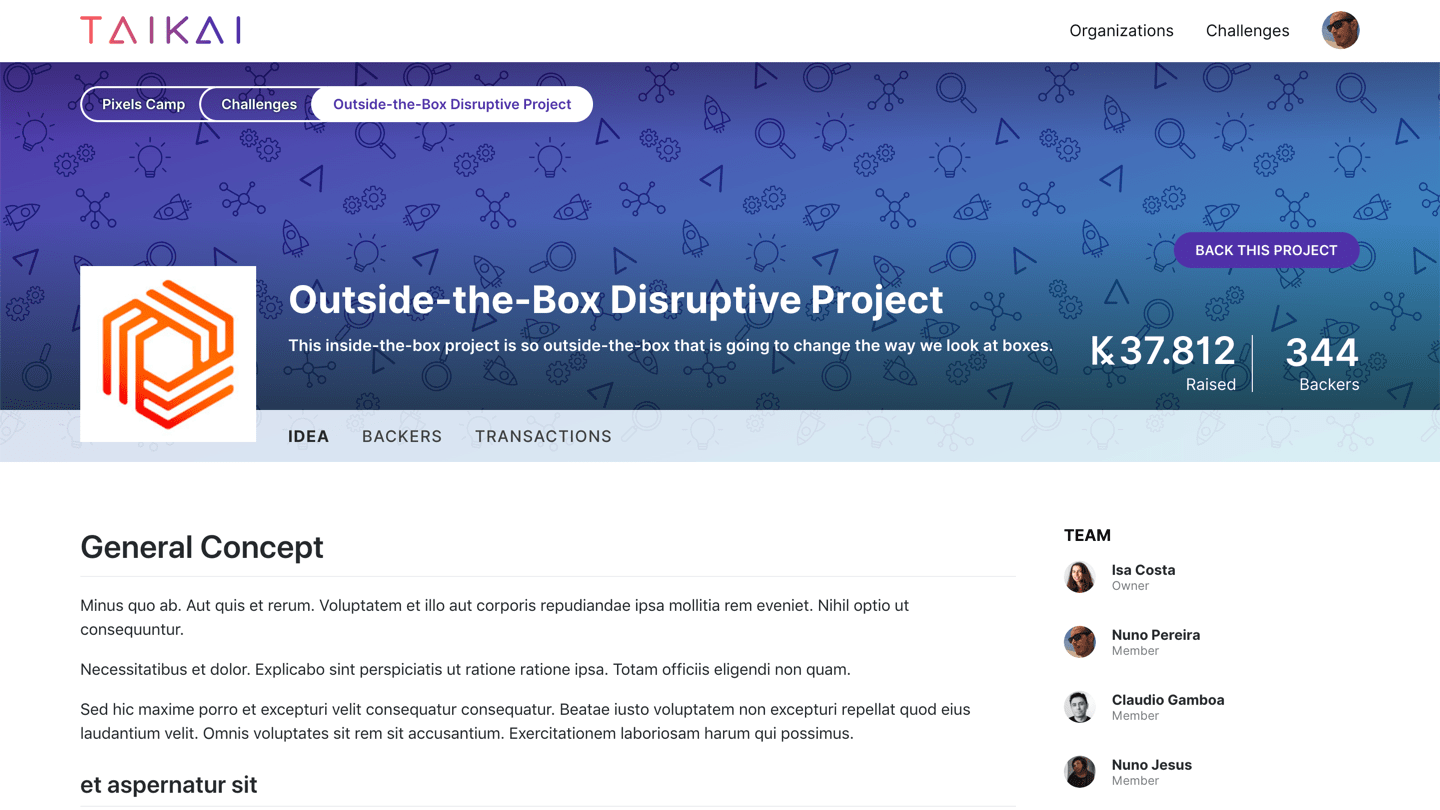 TAIKAI
Organizations
Challenges
Pixels Camp
Challenges
Outside-the-Box Disruptive Project
BACK THIS PROJECT
Outside-the-Box Disruptive Project
This inside-the-box project is so outside-the-box that is going to change the way we look at boxes.
37.812
Raised
344
Backers
IDEA
BACKERS
TRANSACTIONS
General Concept
Minus quo ab. Aut quis et rerum. Voluptatem et illo aut corporis repudiandae ipsa mollitia rem eveniet. Nihil optio ut
consequuntur.
Necessitatibus et dolor. Explicabo sint perspiciatis ut ratione ratione ipsa. Totam officiis eligendi non quam.
Sed hic maxime porro et excepturi velit consequatur consequatur. Beatae iusto voluptatem non excepturi repellat quod eius
laudantium velit. Omnis voluptates sit rem sit accusantium. Exercitationem laboriosam harum qui possimus.
et aspernatur sit
TEAM
Isa Costa
Owner
Nuno Pereira
Member
Claudio Gamboa
Member
Nuno Jesus
Member